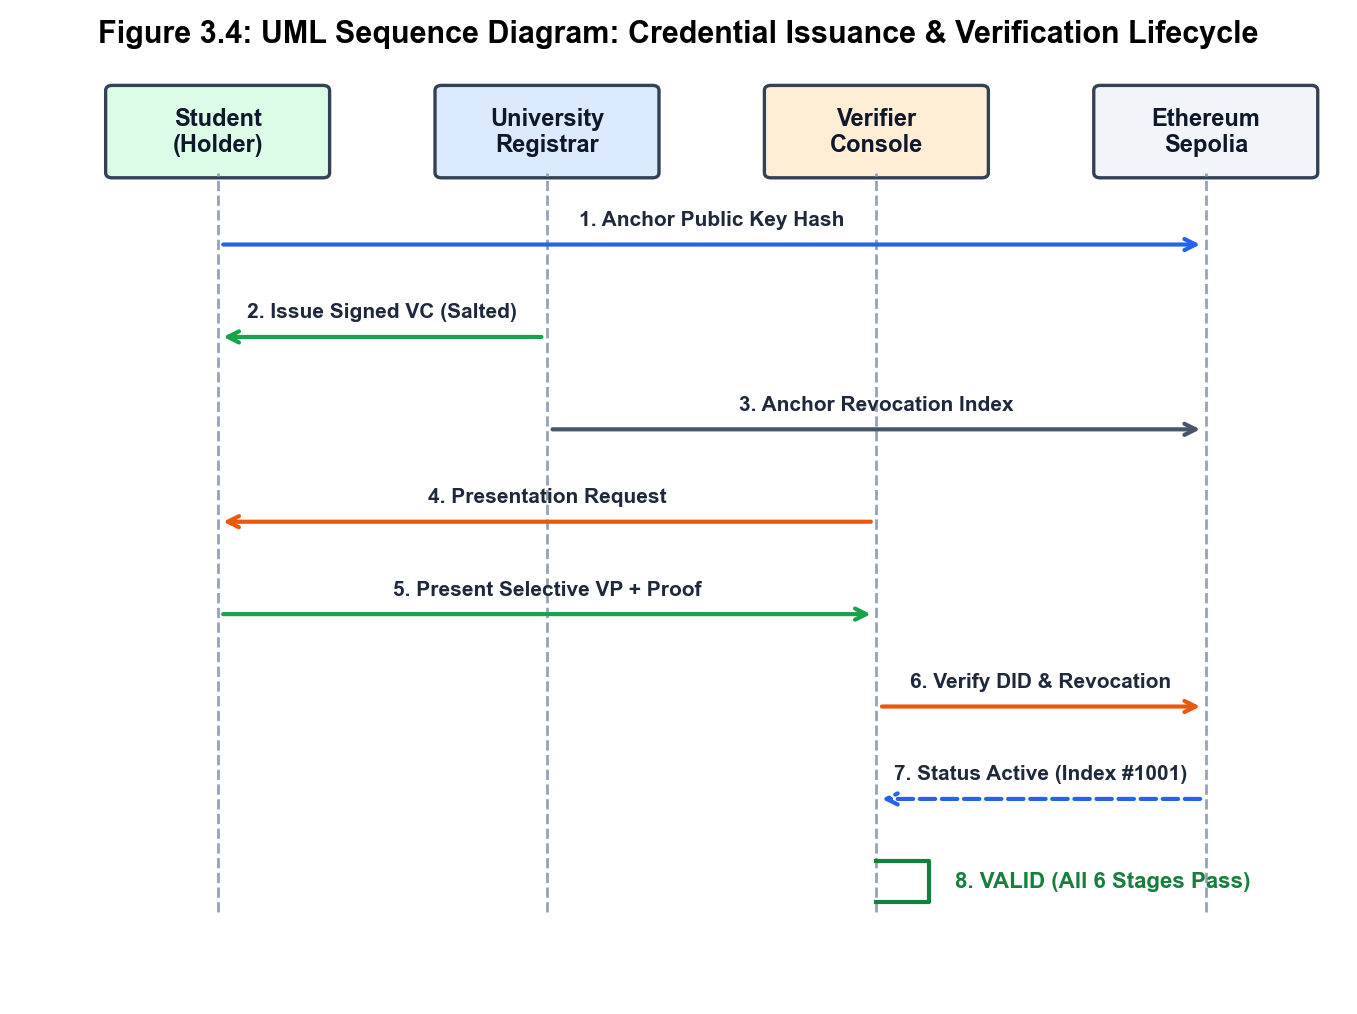 Figure 3.4: UML Sequence Diagram: Credential Issuance & Verification Lifecycle
Student
(Holder)
University
Registrar
Verifier
Console
Ethereum
Sepolia
1. Anchor Public Key Hash
2. Issue Signed VC (Salted)
3. Anchor Revocation Index
4. Presentation Request
5. Present Selective VP + Proof
6. Verify DID & Revocation
7. Status Active (Index #1001)
8. VALID (All 6 Stages Pass)